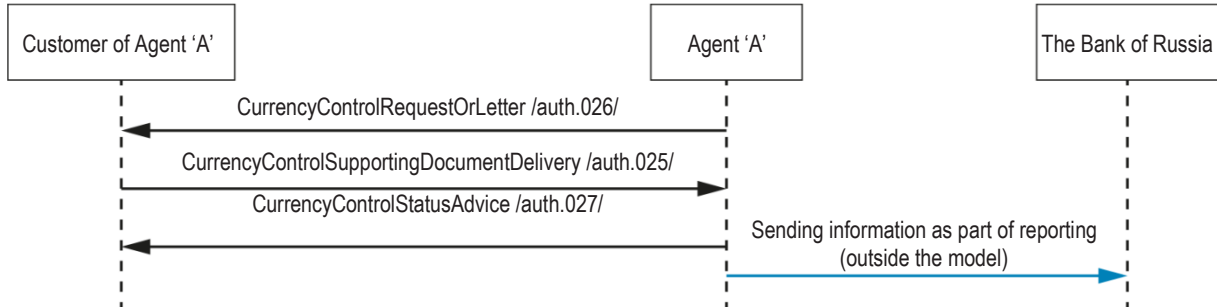 Customer of Agent ‘A’
Agent ‘A’
The Bank of Russia
CurrencyControlRequestOrLetter /auth.026/
CurrencyControlSupportingDocumentDelivery /auth.025/
CurrencyControlStatusAdvice /auth.027/
Sending information as part of reporting
(outside the model)